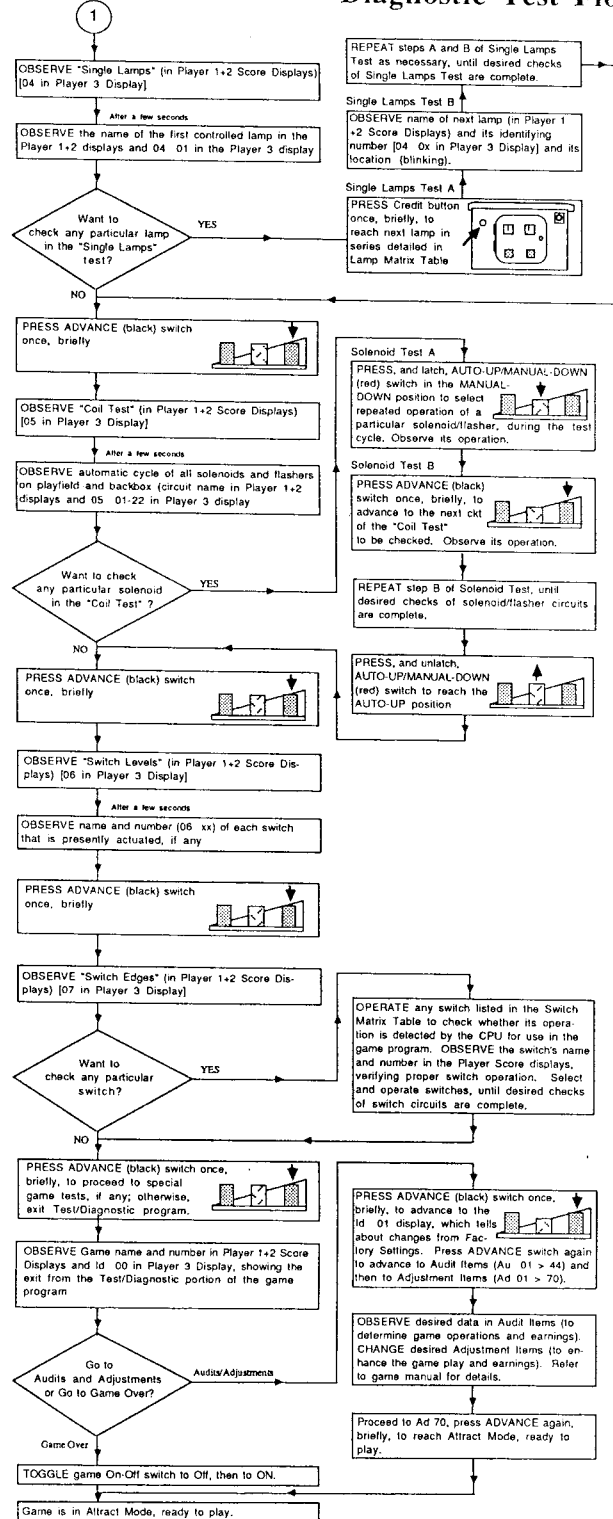 Diagnostic Test Flo
1
OBSERVE "Single Lamps" (in Player 1+2 Score Displays)
[04 in Player 3 Display]
After a few seconds
OBSERVE the name of the first controlled lamp in the
Player 1+2 displays and 04 01 in the Player 3 display
Want to
check any particular lamp
in the "Single Lamps"
test?
YES
NO
REPEAT steps A and B of Single Lamps
Test as necessary, until desired checks
of Single Lamps Test are complete.
Single Lamps Test B
OBSERVE name of next lamp (in Player 1
+2 Score Displays) and its identifying
number [04 0x in Player 3 Display] and its
location (blinking).
Single Lamps Test A
PRESS Credit button
once, briefly, to
reach next lamp in
series detailed in
Lamp Matrix Table
PRESS ADVANCE (black) switch
once, briefly
OBSERVE "Coil Test" (in Player 1+2 Score Displays)
[05 in Player 3 Display]
After a few seconds
OBSERVE automatic cycle of all solenoids and flashers
on playfield and backbox (circuit name in Player 1+2
displays and 05 01-22 in Player 3 display
Want to check
any particular solenoid
in the "Coil Test" ?
YES
NO
Solenoid Test A
PRESS, and latch, AUTO-UP/MANUAL-DOWN
(red) switch in the MANUAL-
DOWN position to select
repeated operation of a
particular solenoid/flasher, during the test
cycle. Observe its operation.
Solenoid Test B
PRESS ADVANCE (black)
switch once, briefly, to
advance to the next ckt
of the "Coil Test"
to be checked. Observe its operation.
REPEAT step B of Solenoid Test, until
desired checks of solenoid/flasher circuits
are complete.
PRESS, and unlatch,
AUTO-UP/MANUAL-DOWN
(red) switch to reach the
AUTO-UP position
PRESS ADVANCE (black) switch
once, briefly
OBSERVE "Switch Levels" (in Player 1+2 Score Dis-
plays) [06 in Player 3 Display]
After a few seconds
OBSERVE name and number (06 xx) of each switch
that is presently actuated, if any
PRESS ADVANCE (black) switch
once, briefly
OBSERVE "Switch Edges" (in Player 1+2 Score Dis-
plays) [07 in Player 3 Display]
Want to
check any particular
switch?
YES
NO
OPERATE any switch listed in the Switch
Matrix Table to check whether its opera-
tion is detected by the CPU for use in the
game program. OBSERVE the switch's name
and number in the Player Score displays,
verifying proper switch operation. Select
and operate switches, until desired checks
of switch circuits are complete.
PRESS ADVANCE (black) switch once,
briefly, to proceed to special
game tests, if any; otherwise,
exit Test/Diagnostic program.
OBSERVE Game name and number in Player 1+2 Score
Displays and Id 00 in Player 3 Display, showing the
exit from the Test/Diagnostic portion of the game
program
Go to
Audits and Adjustments
or Go to Game Over?
Audits/Adjustments
Game Over
PRESS ADVANCE (black) switch once,
briefly, to advance to the
Id 01 display, which tells
about changes from Fac-
tory Settings. Press ADVANCE switch again
to advance to Audit Items (Au 01 > 44) and
then to Adjustment Items (Ad 01 > 70).
OBSERVE desired data in Audit Items (to
determine game operations and earnings).
CHANGE desired Adjustment Items (to en-
hance the game play and earnings). Refer
to game manual for details.
Proceed to Ad 70, press ADVANCE again,
briefly, to reach Attract Mode, ready to
play.
TOGGLE game On-Off switch to Off, then to ON.
Game is in Attract Mode, ready to play.